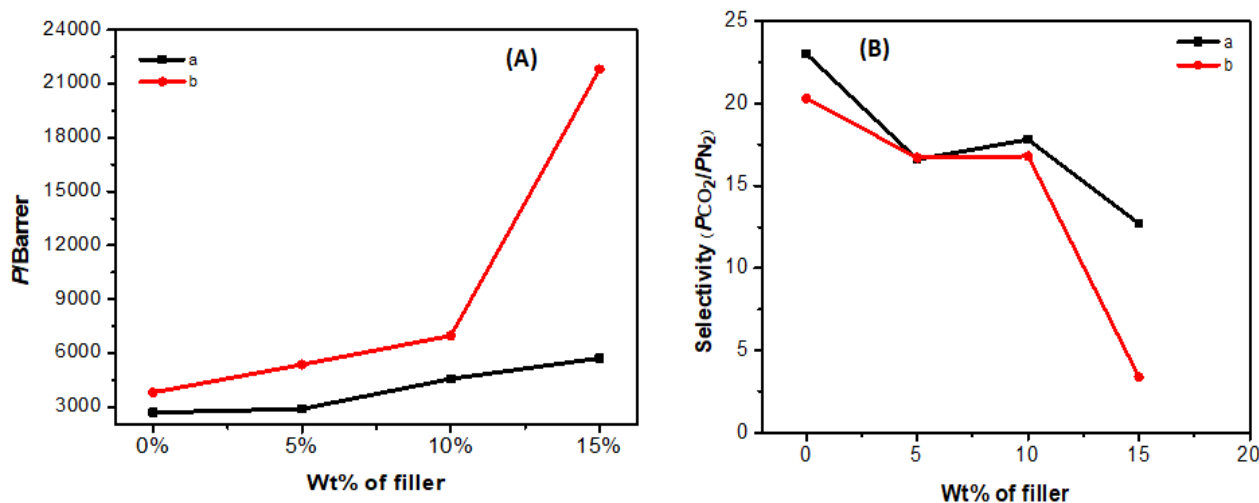 (A)
a
b
24000
21000
18000
15000
12000
9000
6000
3000
P/Barrer
0% 5% 10% 15%
Wt% of filler
(B)
a
b
25
20
15
10
5
0
Selectivity (PCO₂/PN₂)
0 5 10 15 20
Wt% of filler